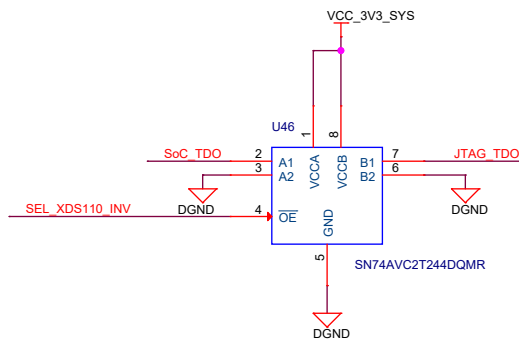 VCC_3V3_SYS
U46
1
8
SoC_TDO
2
A1
VCCA
VCCB
B1
7
JTAG_TDO
3
A2
B2
6
DGND
DGND
SEL_XDS110_INV
4
OE
GND
5
SN74AVC2T244DQMR
DGND